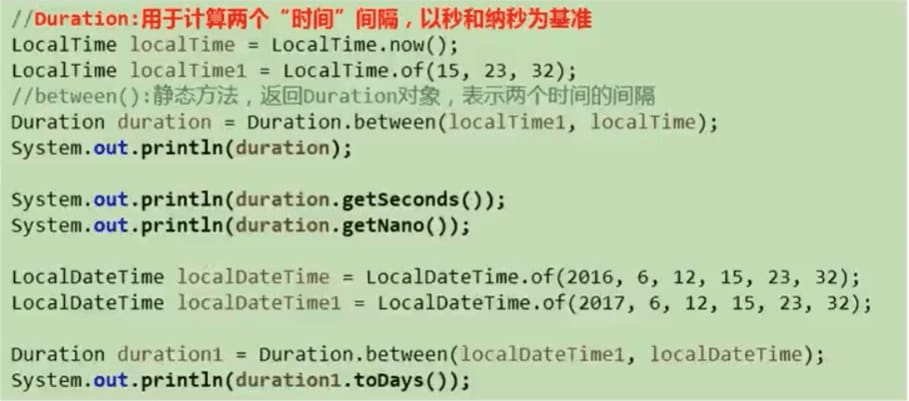 //Duration:用于计算两个“时间”间隔，以秒和纳秒为基准
LocalTime localTime = LocalTime.now();
LocalTime localTime1 = LocalTime.of(15, 23, 32);
//between():静态方法，返回Duration对象，表示两个时间的间隔
Duration duration = Duration.between(localTime1, localTime);
System.out.println(duration);
System.out.println(duration.getSeconds());
System.out.println(duration.getNano());
LocalDateTime localDateTime = LocalDateTime.of(2016, 6, 12, 15, 23, 32);
LocalDateTime localDateTime1 = LocalDateTime.of(2017, 6, 12, 15, 23, 32);
Duration duration1 = Duration.between(localDateTime1, localDateTime);
System.out.println(duration1.toDays());